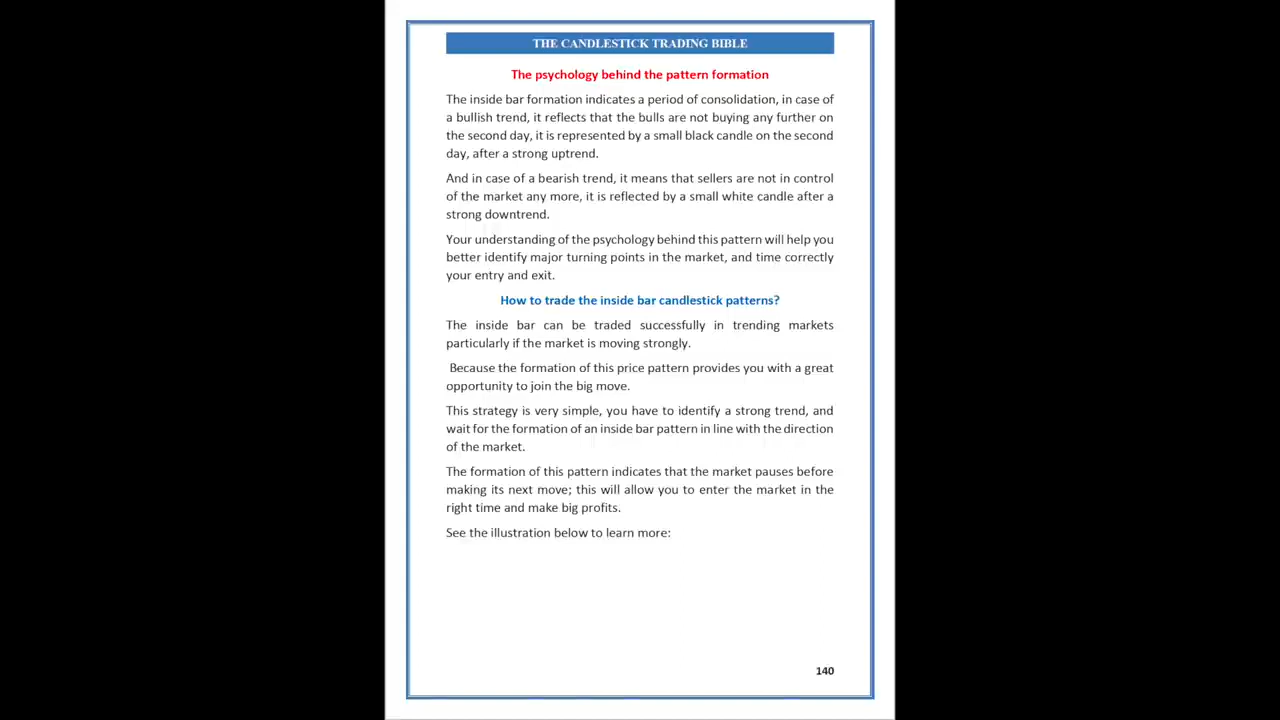 THE CANDLESTICK TRADING BIBLE
The psychology behind the pattern formation
The inside bar formation indicates a period of consolidation, in case of
a bullish trend, it reflects that the bulls are not buying any further on
the second day, it is represented by a small black candle on the second
day, after a strong uptrend.
And in case of a bearish trend, it means that sellers are not in control
of the market any more, it is reflected by a small white candle after a
strong downtrend.
Your understanding of the psychology behind this pattern will help you
better identify major turning points in the market, and time correctly
your entry and exit.
How to trade the inside bar candlestick patterns?
The inside bar can be traded successfully in trending markets
particularly if the market is moving strongly.
Because the formation of this price pattern provides you with a great
opportunity to join the big move.
This strategy is very simple, you have to identify a strong trend, and
wait for the formation of an inside bar pattern in line with the direction
of the market.
The formation of this pattern indicates that the market pauses before
making its next move; this will allow you to enter the market in the
right time and make big profits.
See the illustration below to learn more:
140